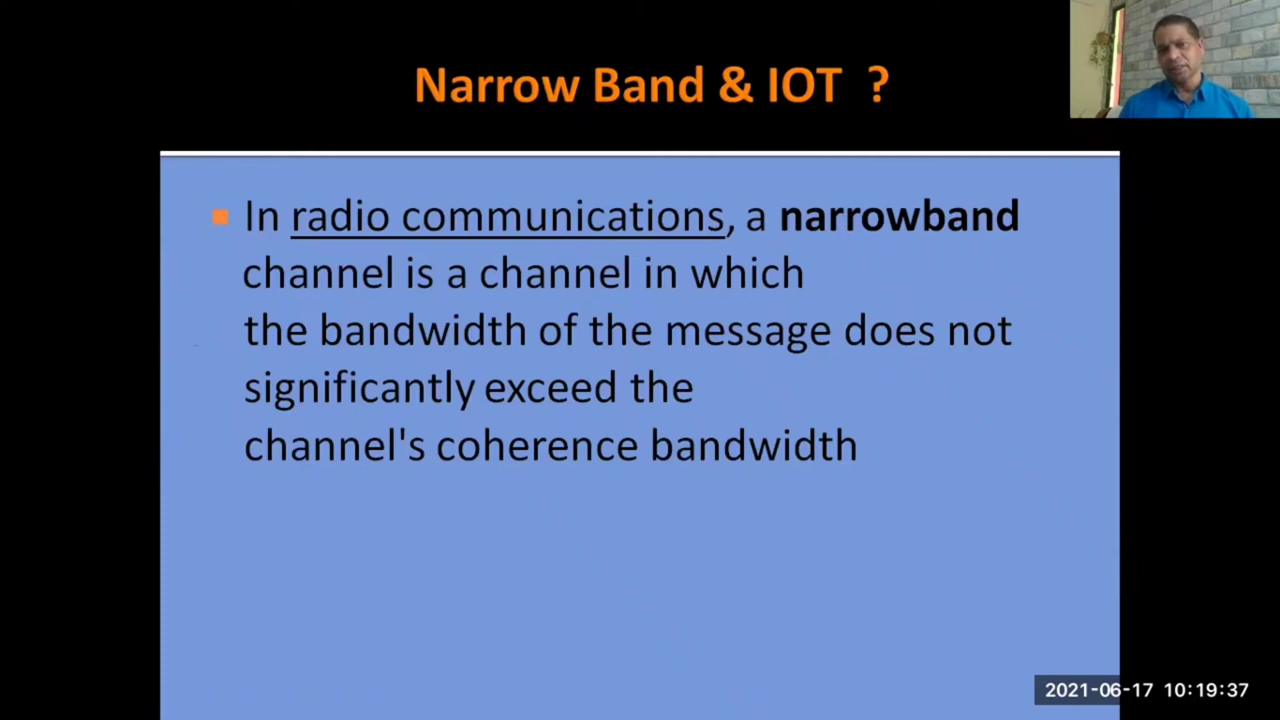 Narrow Band & IOT ?
In radio communications, a narrowband
channel is a channel in which
the bandwidth of the message does not
significantly exceed the
channel's coherence bandwidth
2021-06-17 10:19:37